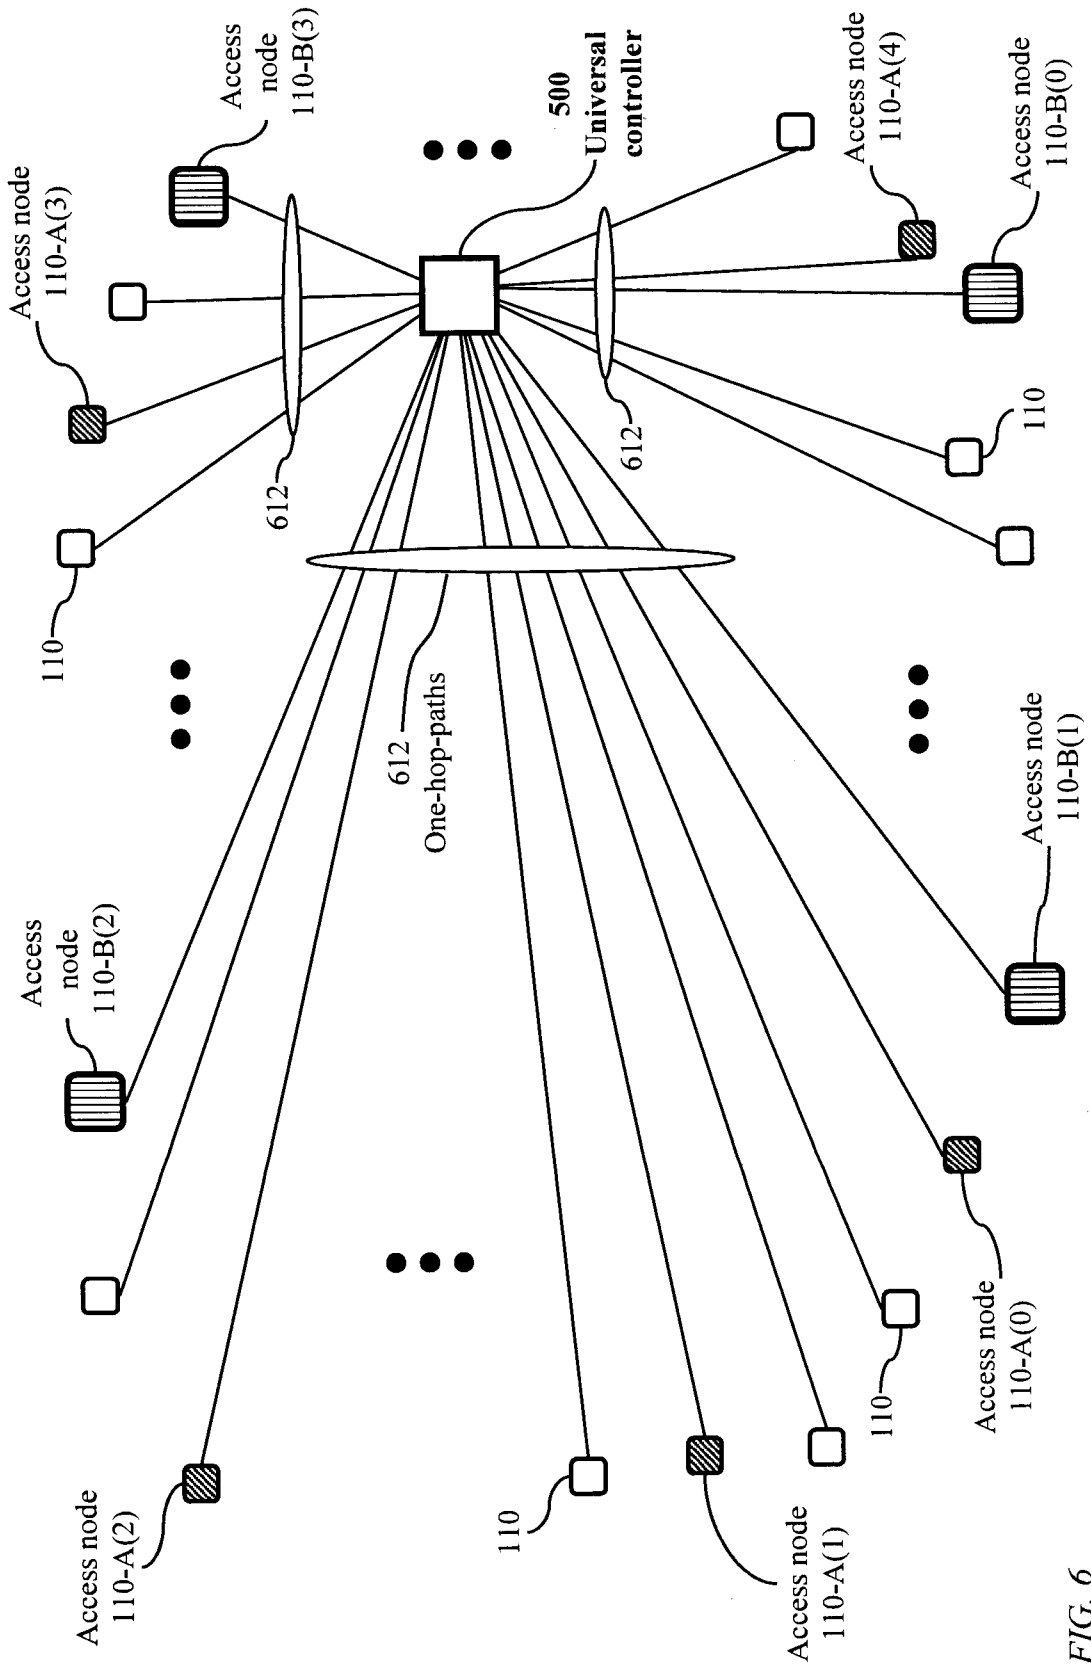 Access node
110-A(2)
Access
node
110-B(2)
110
Access node
110-A(3)
Access
node
110-B(3)
612
612
One-hop-paths
500
Universal
controller
110
612
Access node
110-A(1)
110
Access node
110-A(0)
Access node
110-B(1)
110
Access node
110-A(4)
Access node
110-B(0)
FIG. 6